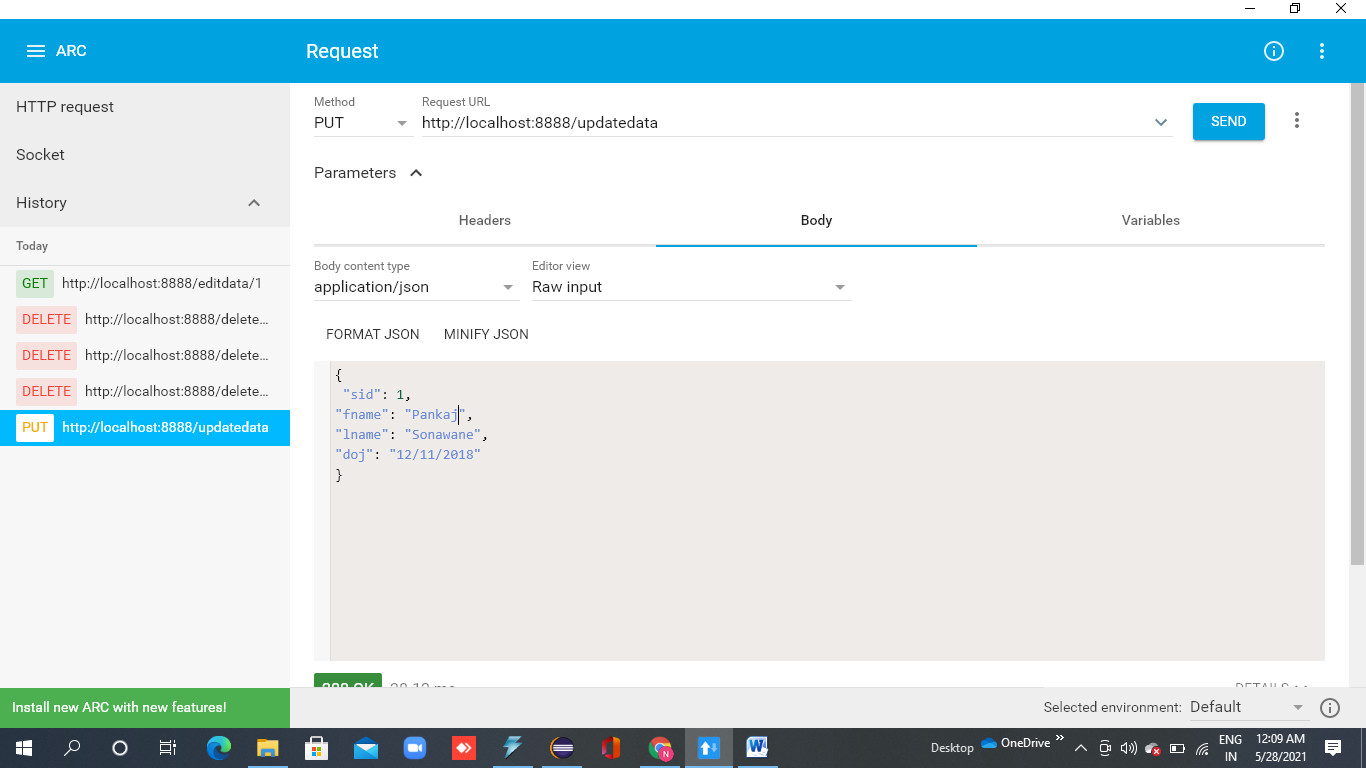 ARC
Request
HTTP request
Socket
History
Today
GET http://localhost:8888/editdata/1
DELETE http://localhost:8888/delete...
DELETE http://localhost:8888/delete...
DELETE http://localhost:8888/delete...
PUT http://localhost:8888/updatedata
Install new ARC with new features!
Method
PUT
Request URL
http://localhost:8888/updatedata
SEND
Parameters
Headers Body Variables
Body content type
application/json
Editor view
Raw input
FORMAT JSON MINIFY JSON
{
"sid": 1,
"fname": "Pankaj",
"lname": "Sonawane",
"doj": "12/11/2018"
}
Selected environment: Default
Desktop OneDrive »
ENG
IN
12:09 AM
5/28/2021